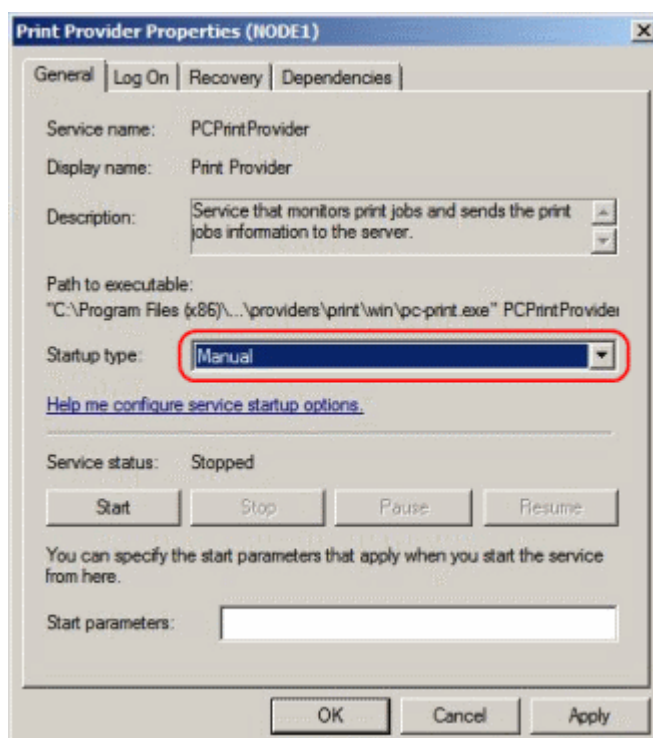 Print Provider Properties (NODE1)
General Log On Recovery Dependencies
Service name: PCPrintProvider
Display name: Print Provider
Description: Service that monitors print jobs and sends the print
jobs information to the server.
Path to executable:
"C:\Program Files (x86)\...\providers\print\win\pc-print.exe" PCPrintProvider
Startup type: Manual
Help me configure service startup options.
Service status: Stopped
Start Stop Pause Resume
You can specify the start parameters that apply when you start the service
from here.
Start parameters:
OK Cancel Apply